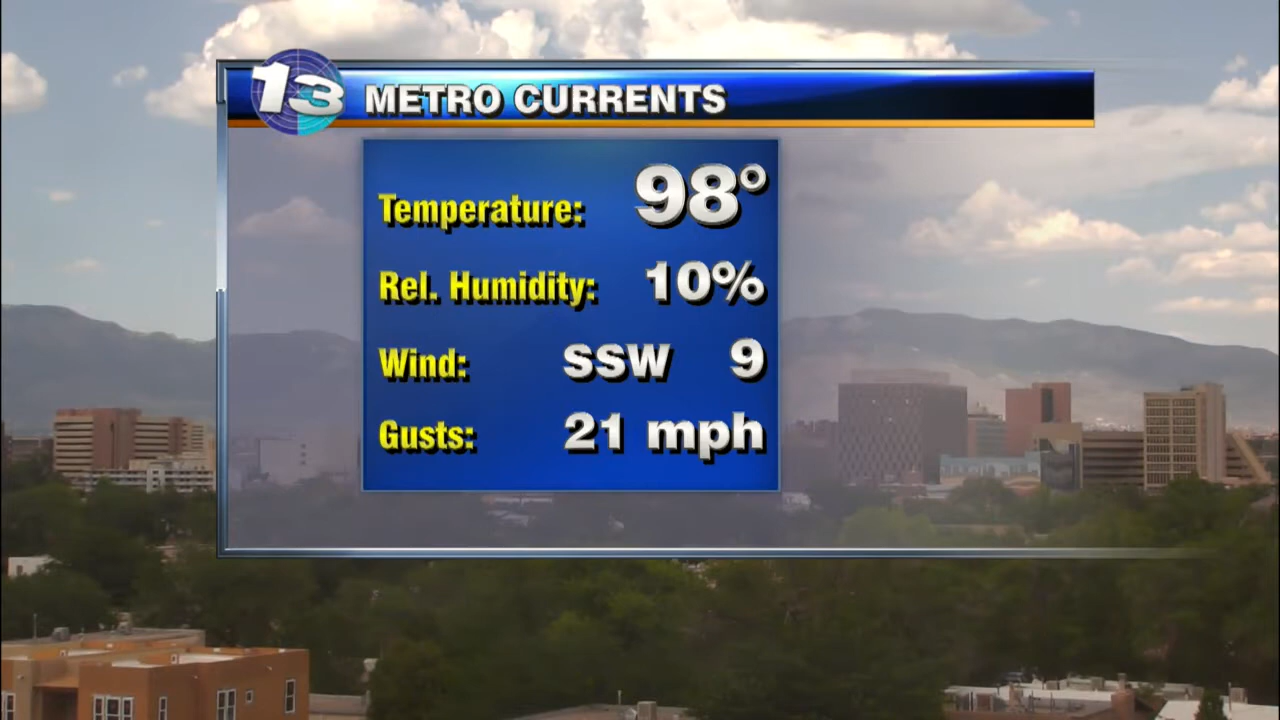 13 METRO CURRENTS
Temperature: 98°
Rel. Humidity: 10%
Wind: SSW 9
Gusts: 21 mph